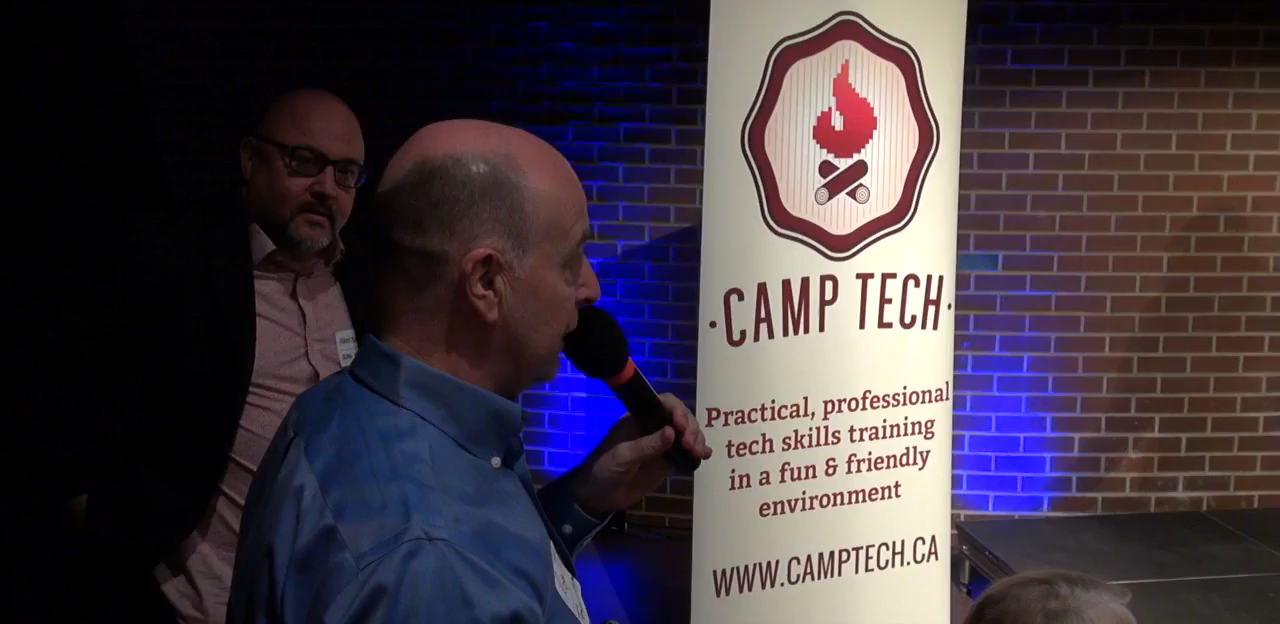 ·CAMP TECH·
Practical, professional
tech skills training
in a fun & friendly
environment
WWW.CAMPTECH.CA